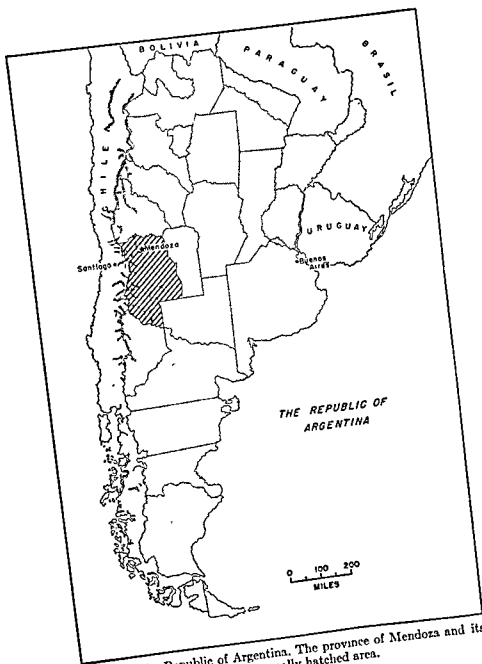 BOLIVIA
PARAGUAY
BRASIL
CHILE
Mendoza
Santiago
URUGUAY
Buenos
Aires
THE REPUBLIC OF
ARGENTINA
0 100 200
MILES
Republic of Argentina. The province of Mendoza and its
hatched area.